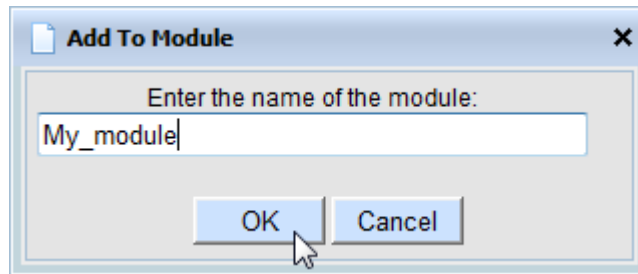 Add To Module
Enter the name of the module:
My_module
OK Cancel